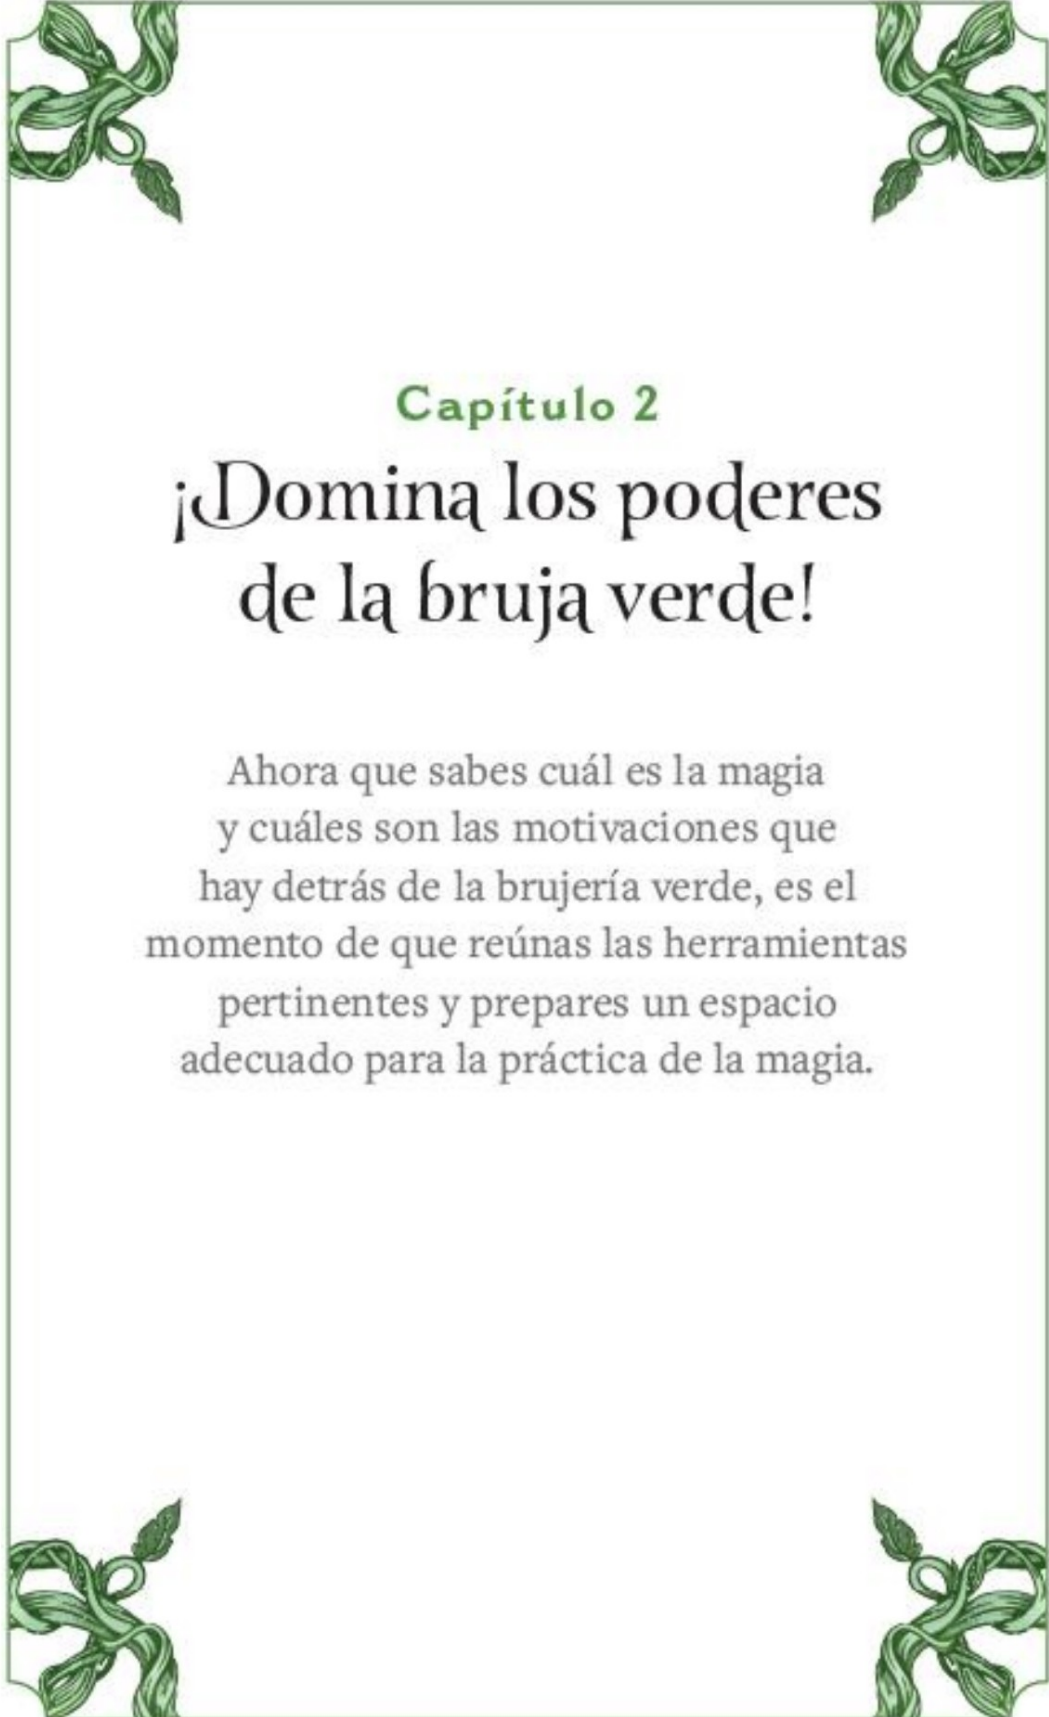 Capítulo 2
¡Domina los poderes
de la bruja verde!
Ahora que sabes cuál es la magia
y cuáles son las motivaciones que
hay detrás de la brujería verde, es el
momento de que reúnas las herramientas
pertinentes y prepares un espacio
adecuado para la práctica de la magia.